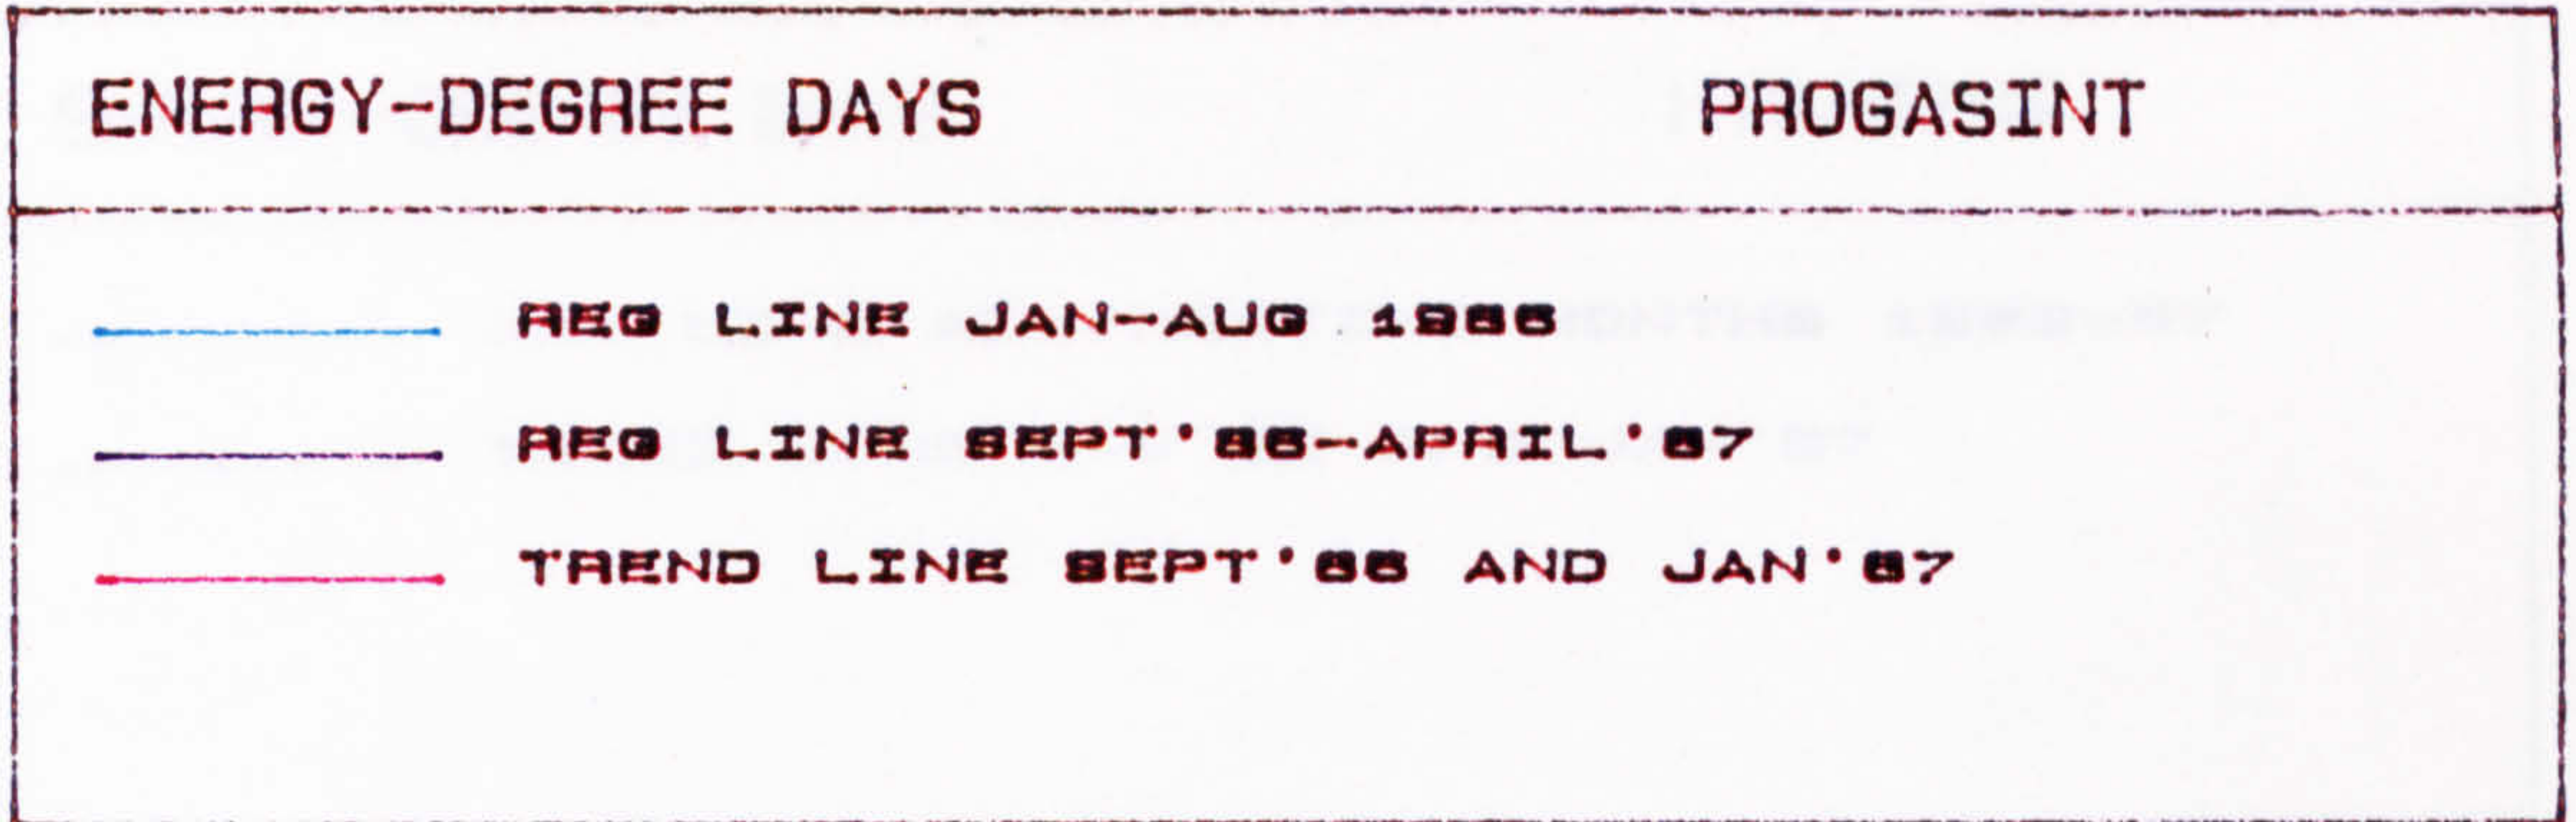 ENERGY-DEGREE DAYS PROGASINT
REG LINE JAN-AUG 1986
REG LINE SEPT'86-APRIL'87
TREND LINE SEPT'86 AND JAN'87